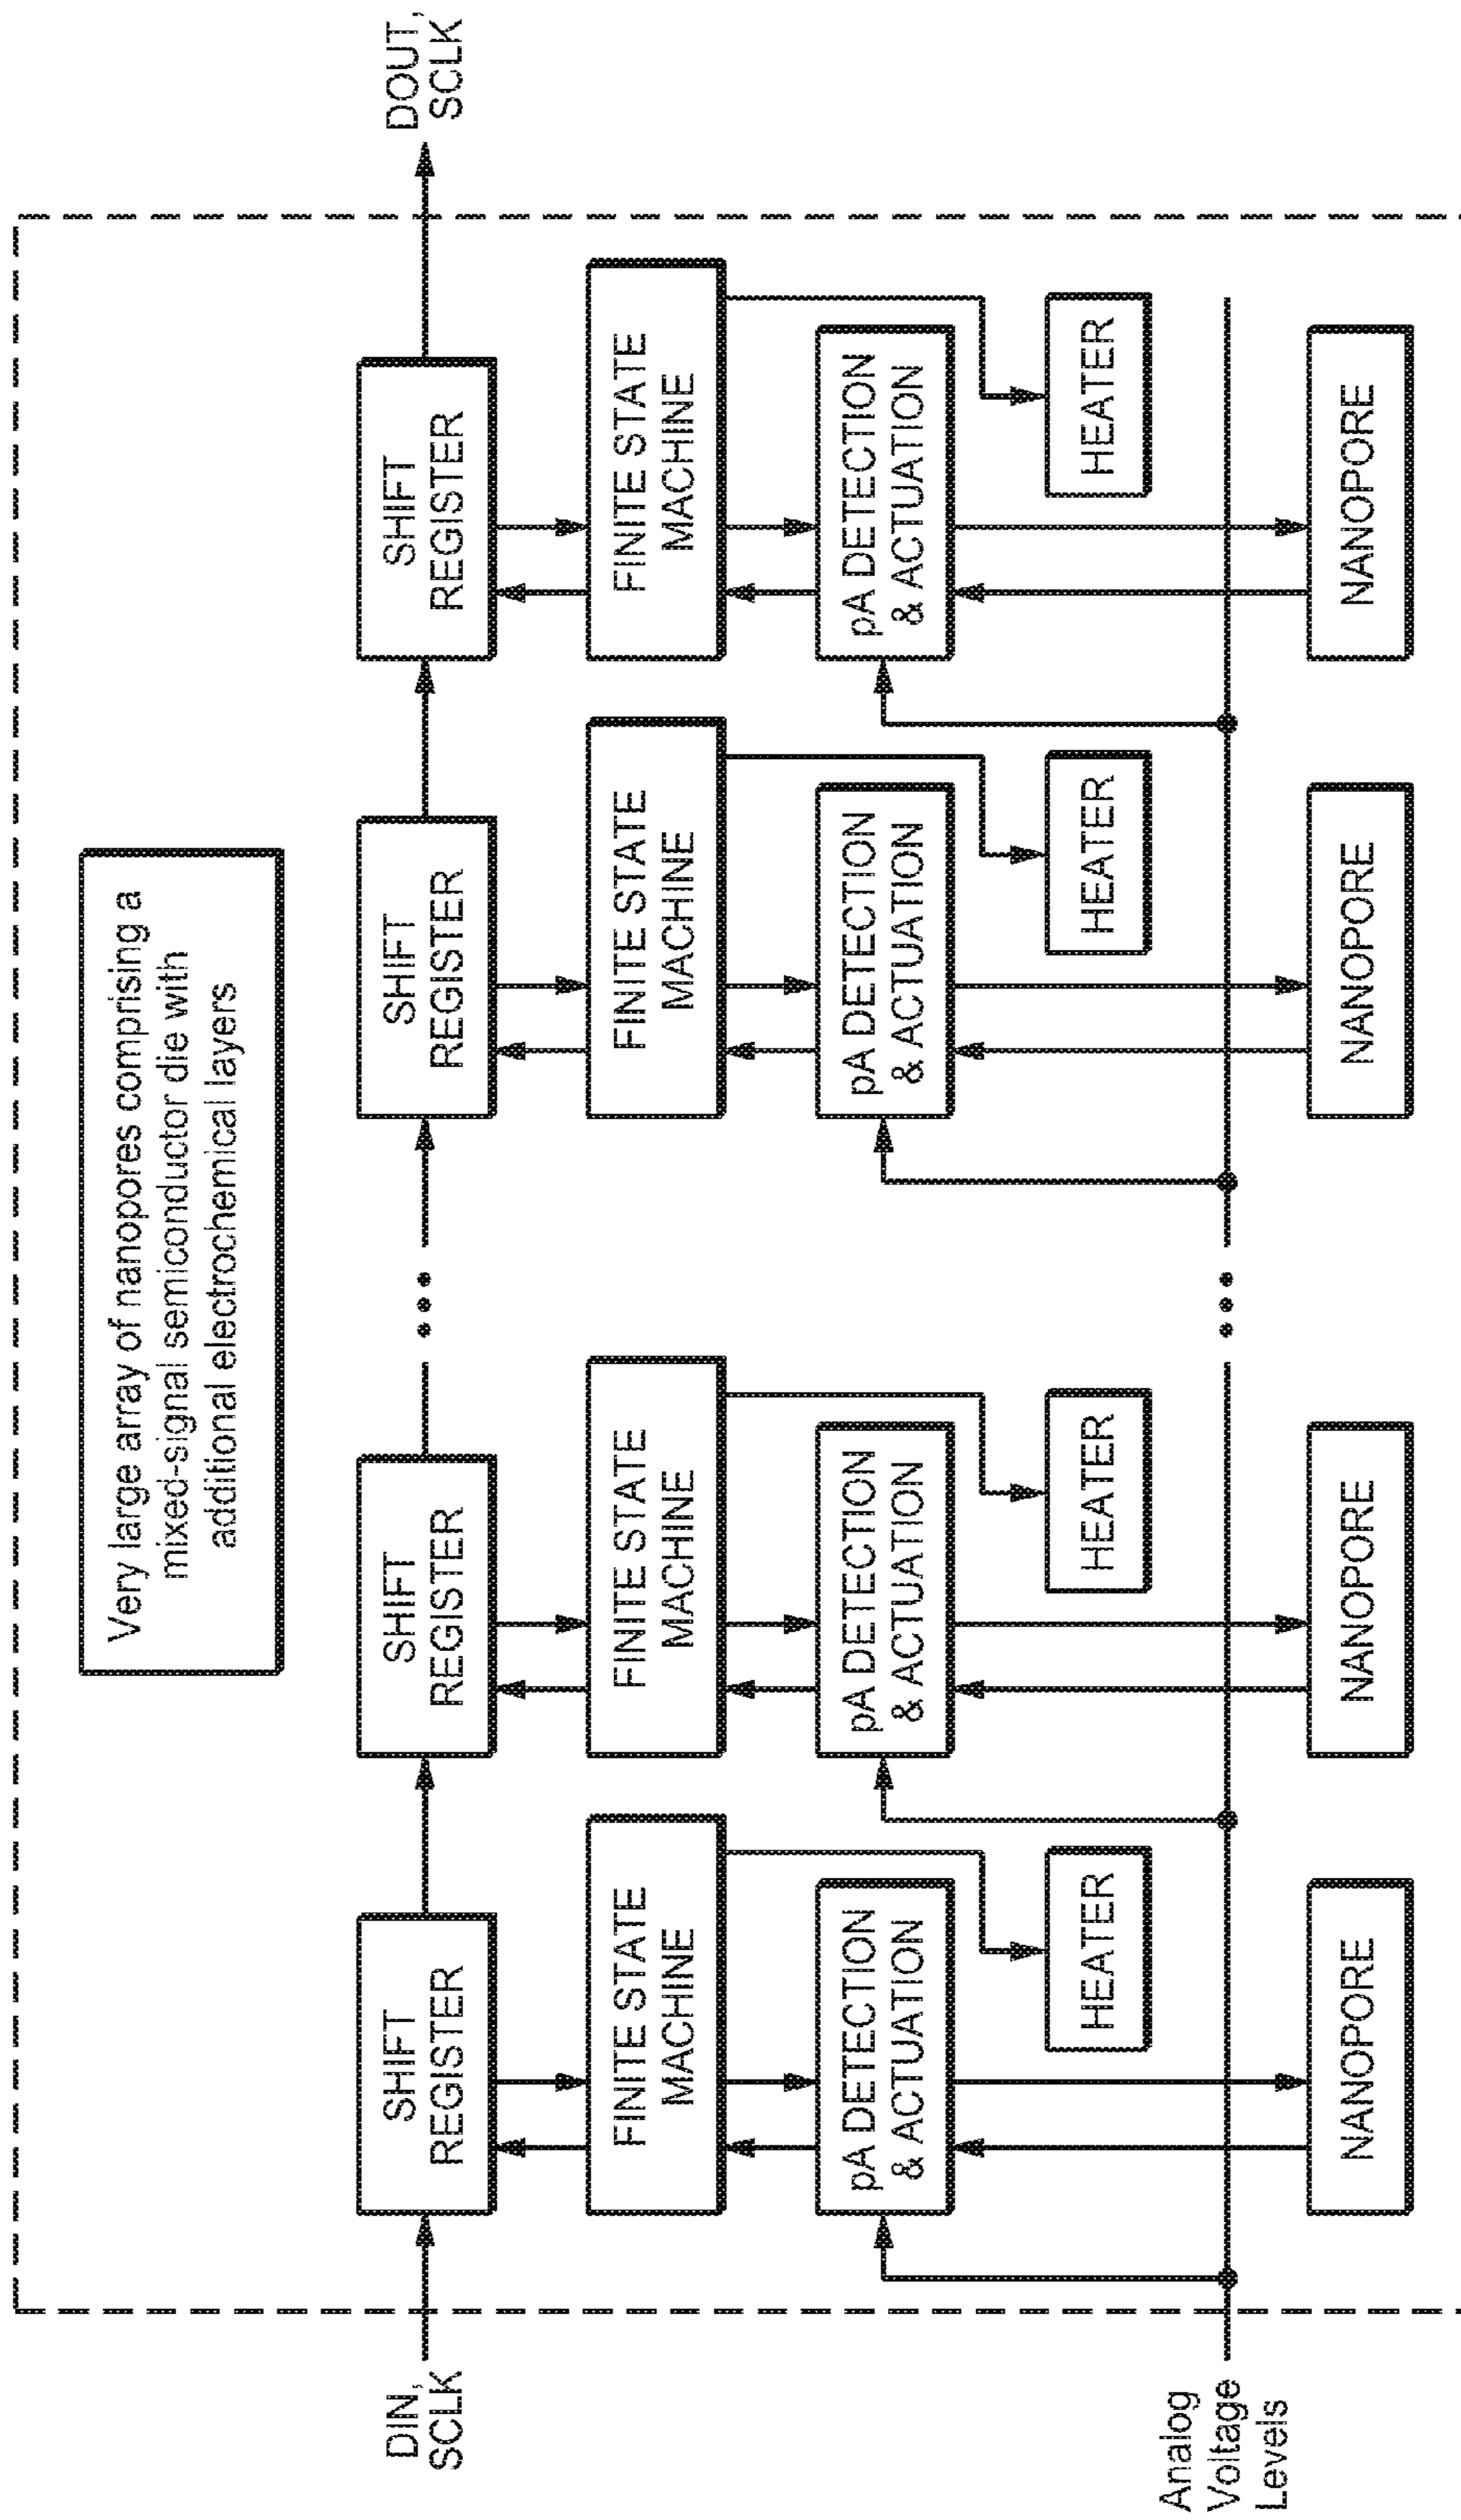 Very large array of nanopores comprising a
mixed-signal semiconductor die with
additional electrochemical layers
DIN,
SCLK
SHIFT
REGISTER
SHIFT
REGISTER
SHIFT
REGISTER
SHIFT
REGISTER
DOUT,
SCLK
FINITE STATE
MACHINE
FINITE STATE
MACHINE
FINITE STATE
MACHINE
FINITE STATE
MACHINE
pA DETECTION
& ACTUATION
pA DETECTION
& ACTUATION
pA DETECTION
& ACTUATION
pA DETECTION
& ACTUATION
HEATER
HEATER
HEATER
HEATER
Analog
Voltage
Levels
NANOPORE
NANOPORE
NANOPORE
NANOPORE